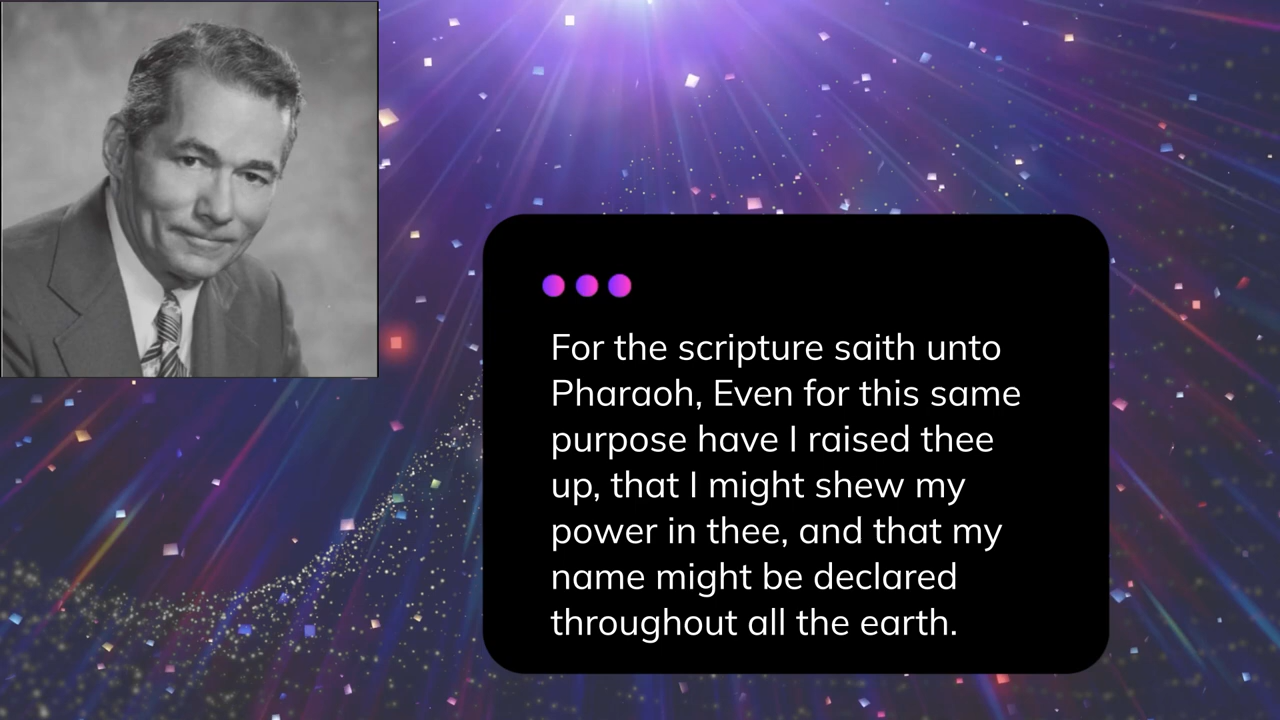 For the scripture saith unto
Pharaoh, Even for this same
purpose have I raised thee
up, that I might shew my
power in thee, and that my
name might be declared
throughout all the earth.